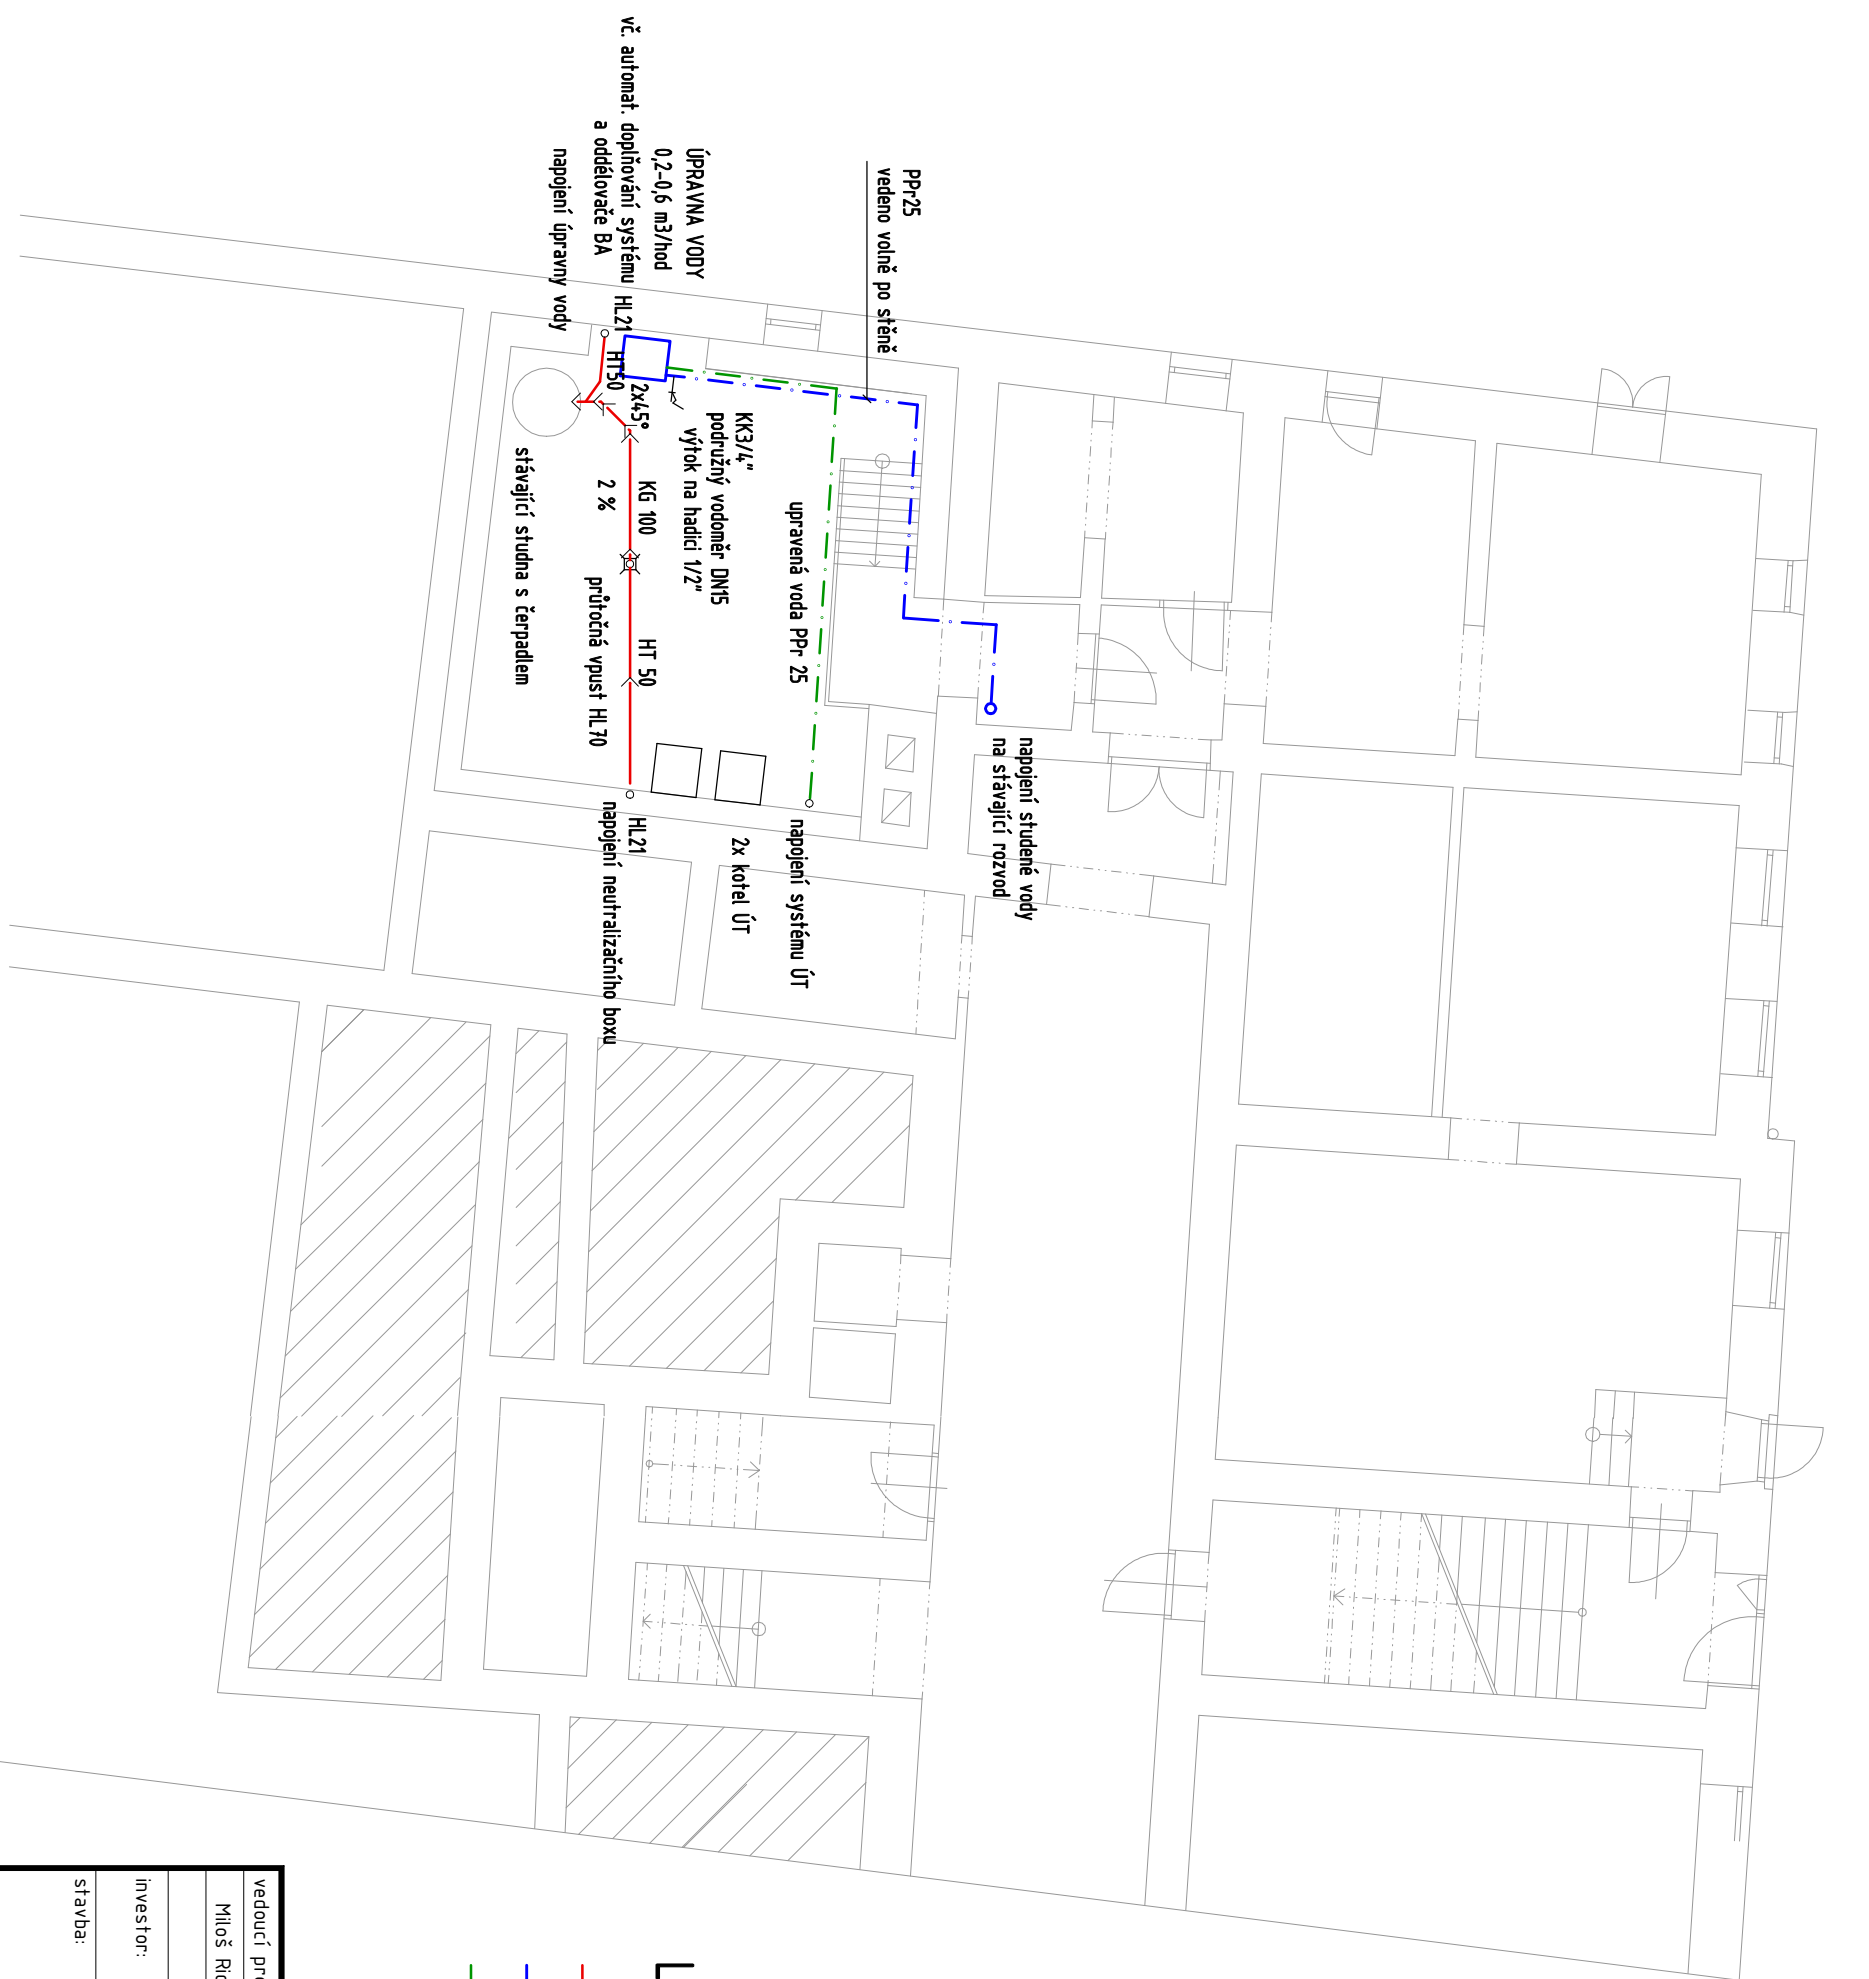 PPr25
vedeno volně po stěně
ÚPRAVNA VODY
0,2-0,6 m3/hod
vč. automat. doplňování systému
a oddělovače BA
napojení úpravny vody
HL21
HT50
2x45°
KK3/4"
podružný vodoměr DN15
výtok na hadici 1/2"
KG 100
2 %
stávající studna s čerpadlem
upravená voda PPr 25
průtočná vpust HL70
HT 50
napojení studené vody
na stávající rozvod
napojení systému ÚT
2x kotel ÚT
HL21
napojení neutralizačního boxu
vedoucí
Miloš
investor:
stavba: